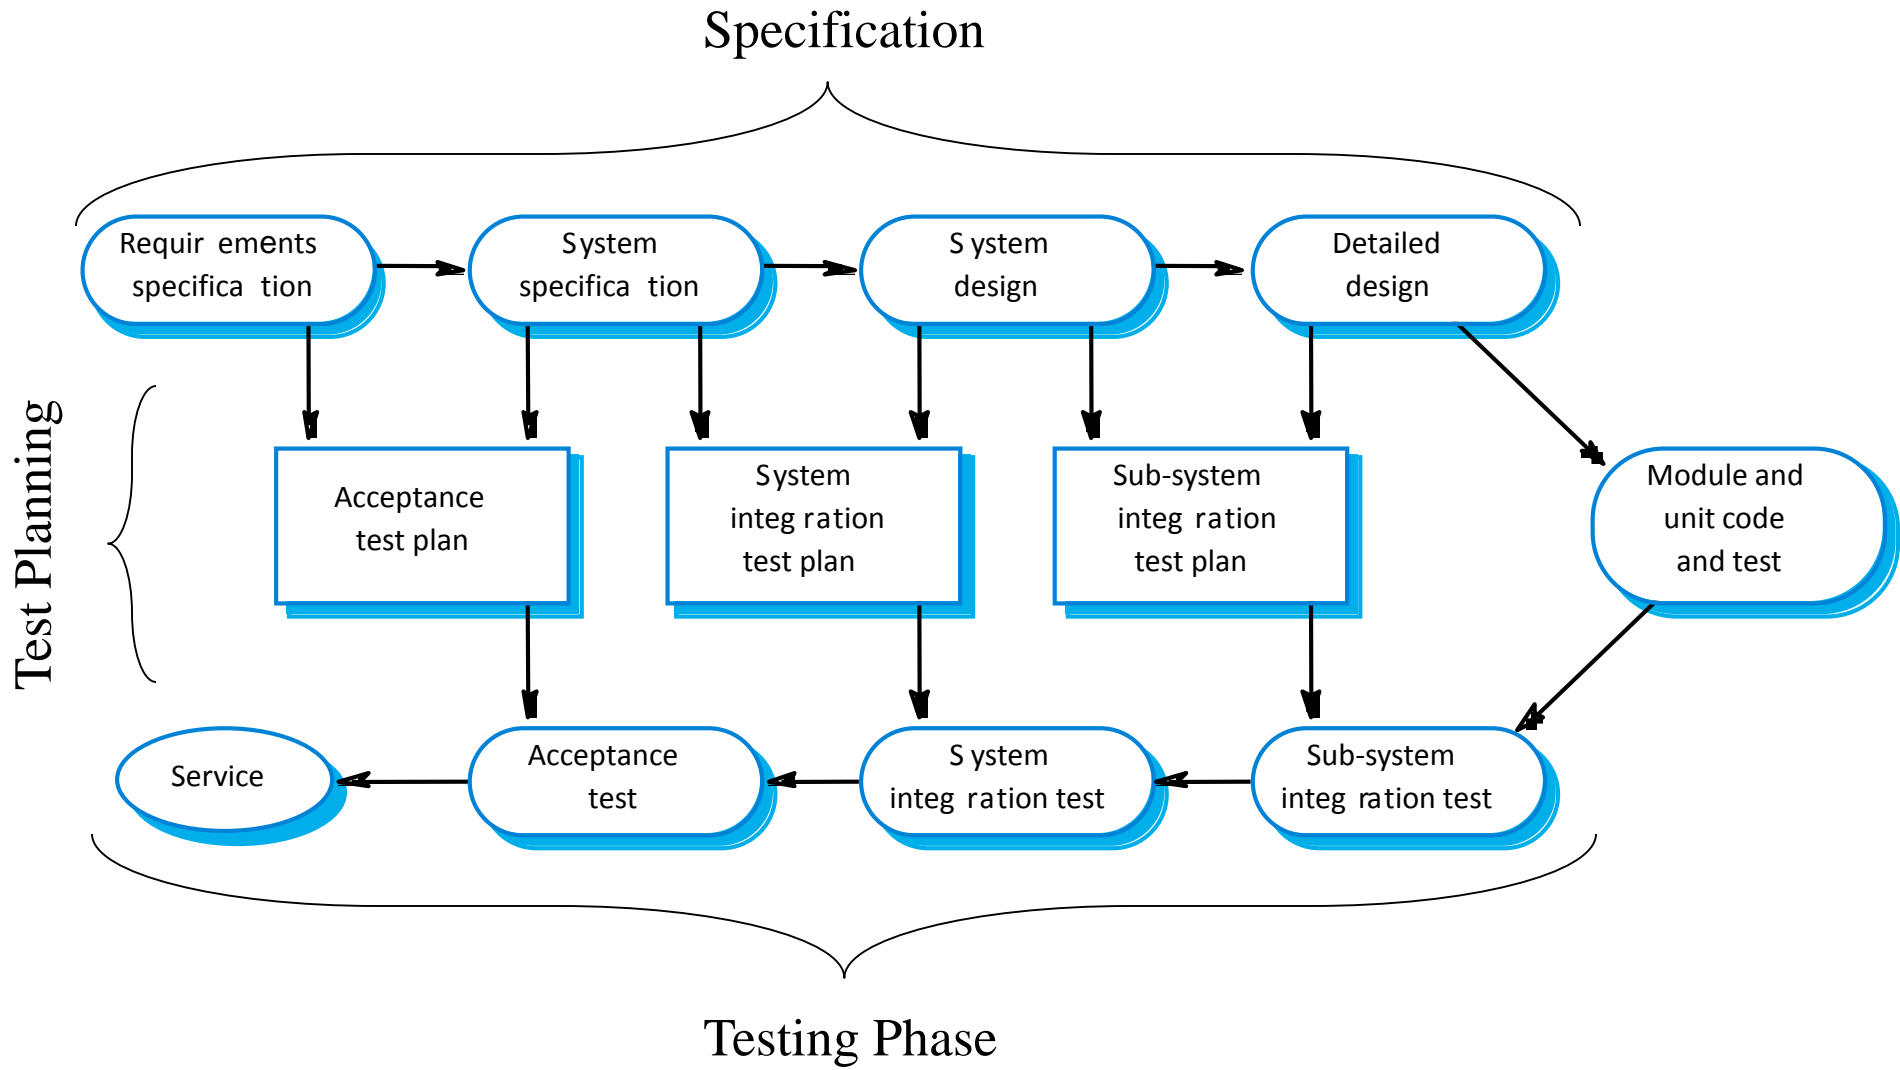 Specification
Requir ements
specifica tion
System
specifica tion
S ystem
design
Detailed
design
Test Planning
Acceptance
test plan
System
integ ration
test plan
Sub-system
integ ration
test plan
Module and
unit code
and test
Service
Acceptance
test
S ystem
integ ration test
Sub-system
integ ration test
Testing Phase